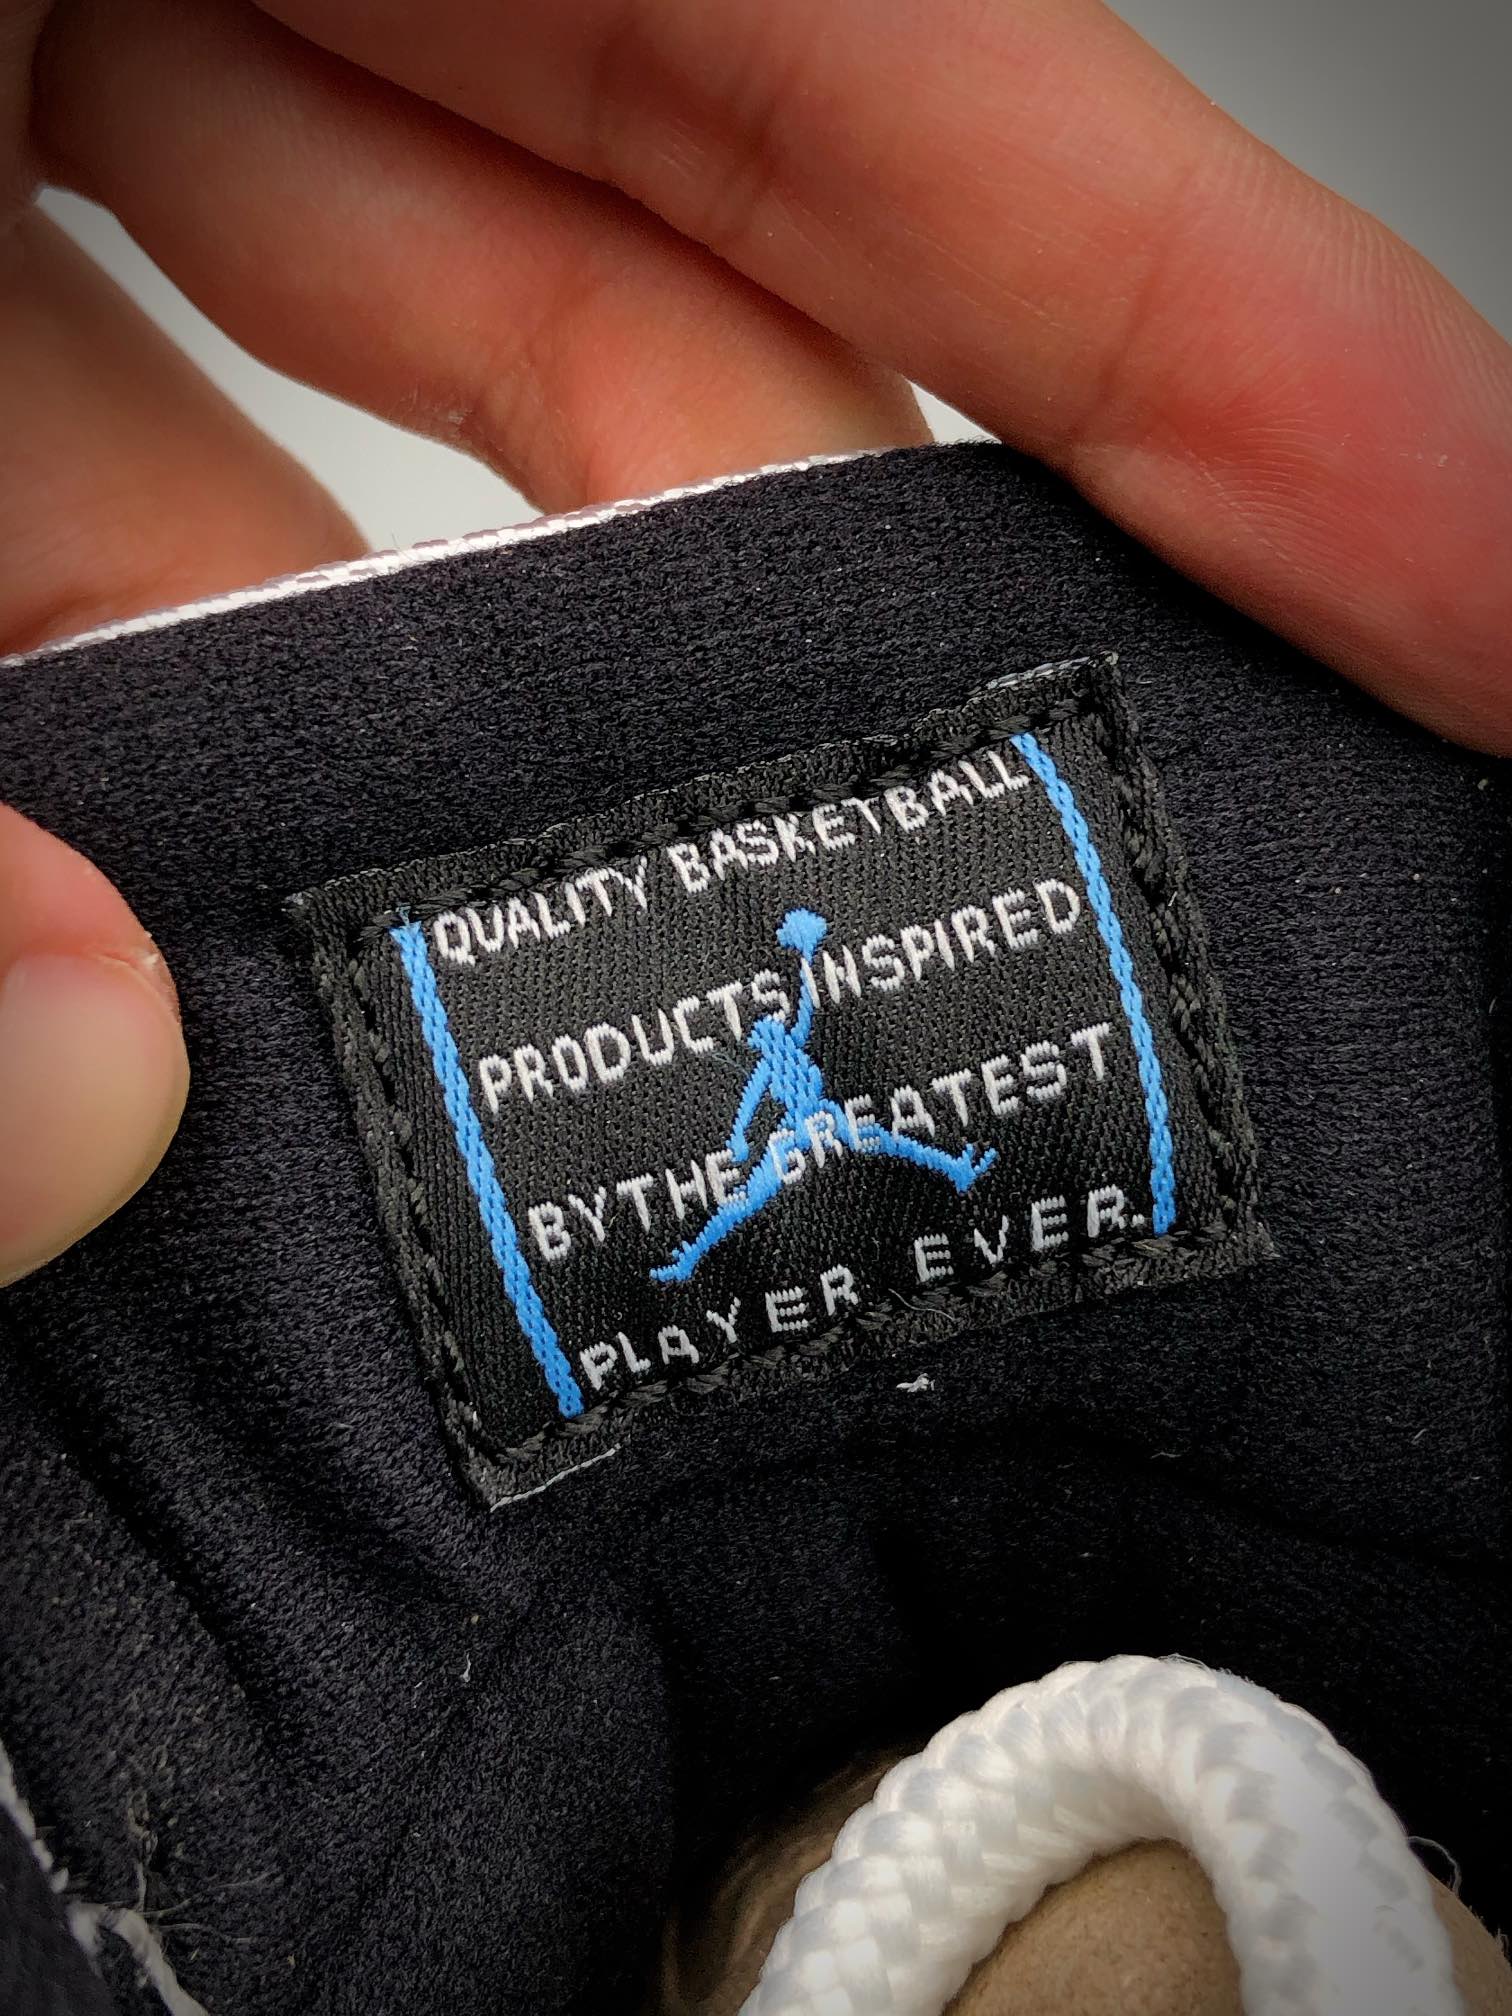 QUALITY BASKETBALL
PRODUCTS INSPIRED
BY THE GREATEST
PLAYER EVER.